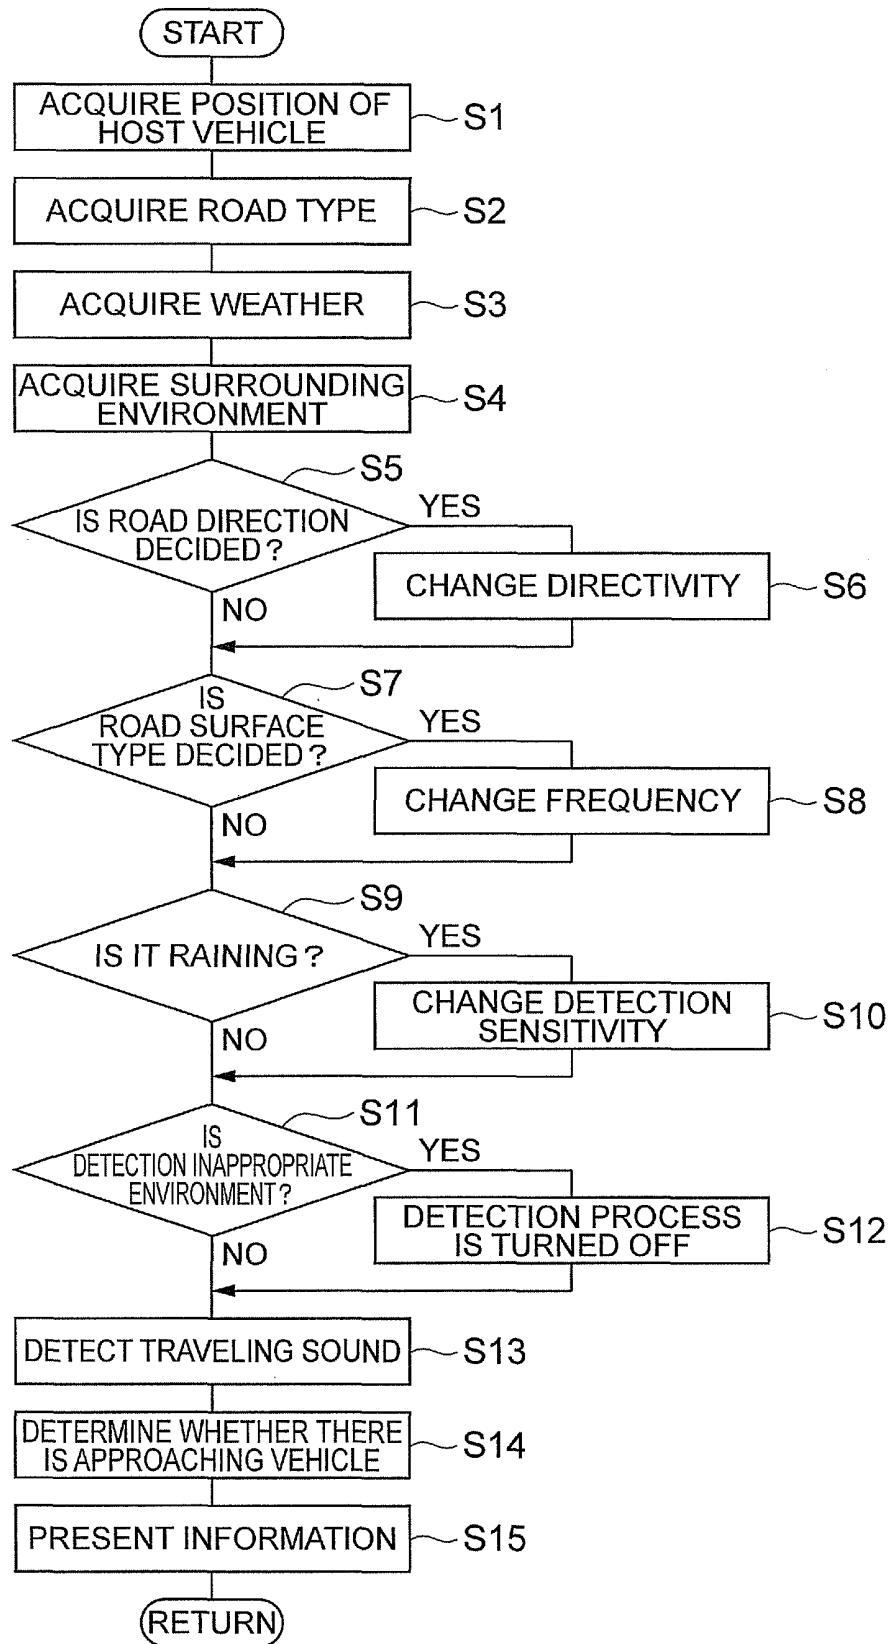 START
ACQUIRE POSITION OF
HOST VEHICLE
S1
ACQUIRE ROAD TYPE
S2
ACQUIRE WEATHER
S3
ACQUIRE SURROUNDING
ENVIRONMENT
S4
S5
IS ROAD DIRECTION
DECIDED?
YES
CHANGE DIRECTIVITY
S6
NO
S7
IS
ROAD SURFACE
TYPE DECIDED?
YES
CHANGE FREQUENCY
S8
NO
S9
IS IT RAINING?
YES
CHANGE DETECTION
SENSITIVITY
S10
NO
S11
IS
DETECTION INAPPROPRIATE
ENVIRONMENT?
YES
DETECTION PROCESS
IS TURNED OFF
S12
NO
DETECT TRAVELING SOUND
S13
DETERMINE WHETHER THERE
IS APPROACHING VEHICLE
S14
PRESENT INFORMATION
S15
RETURN